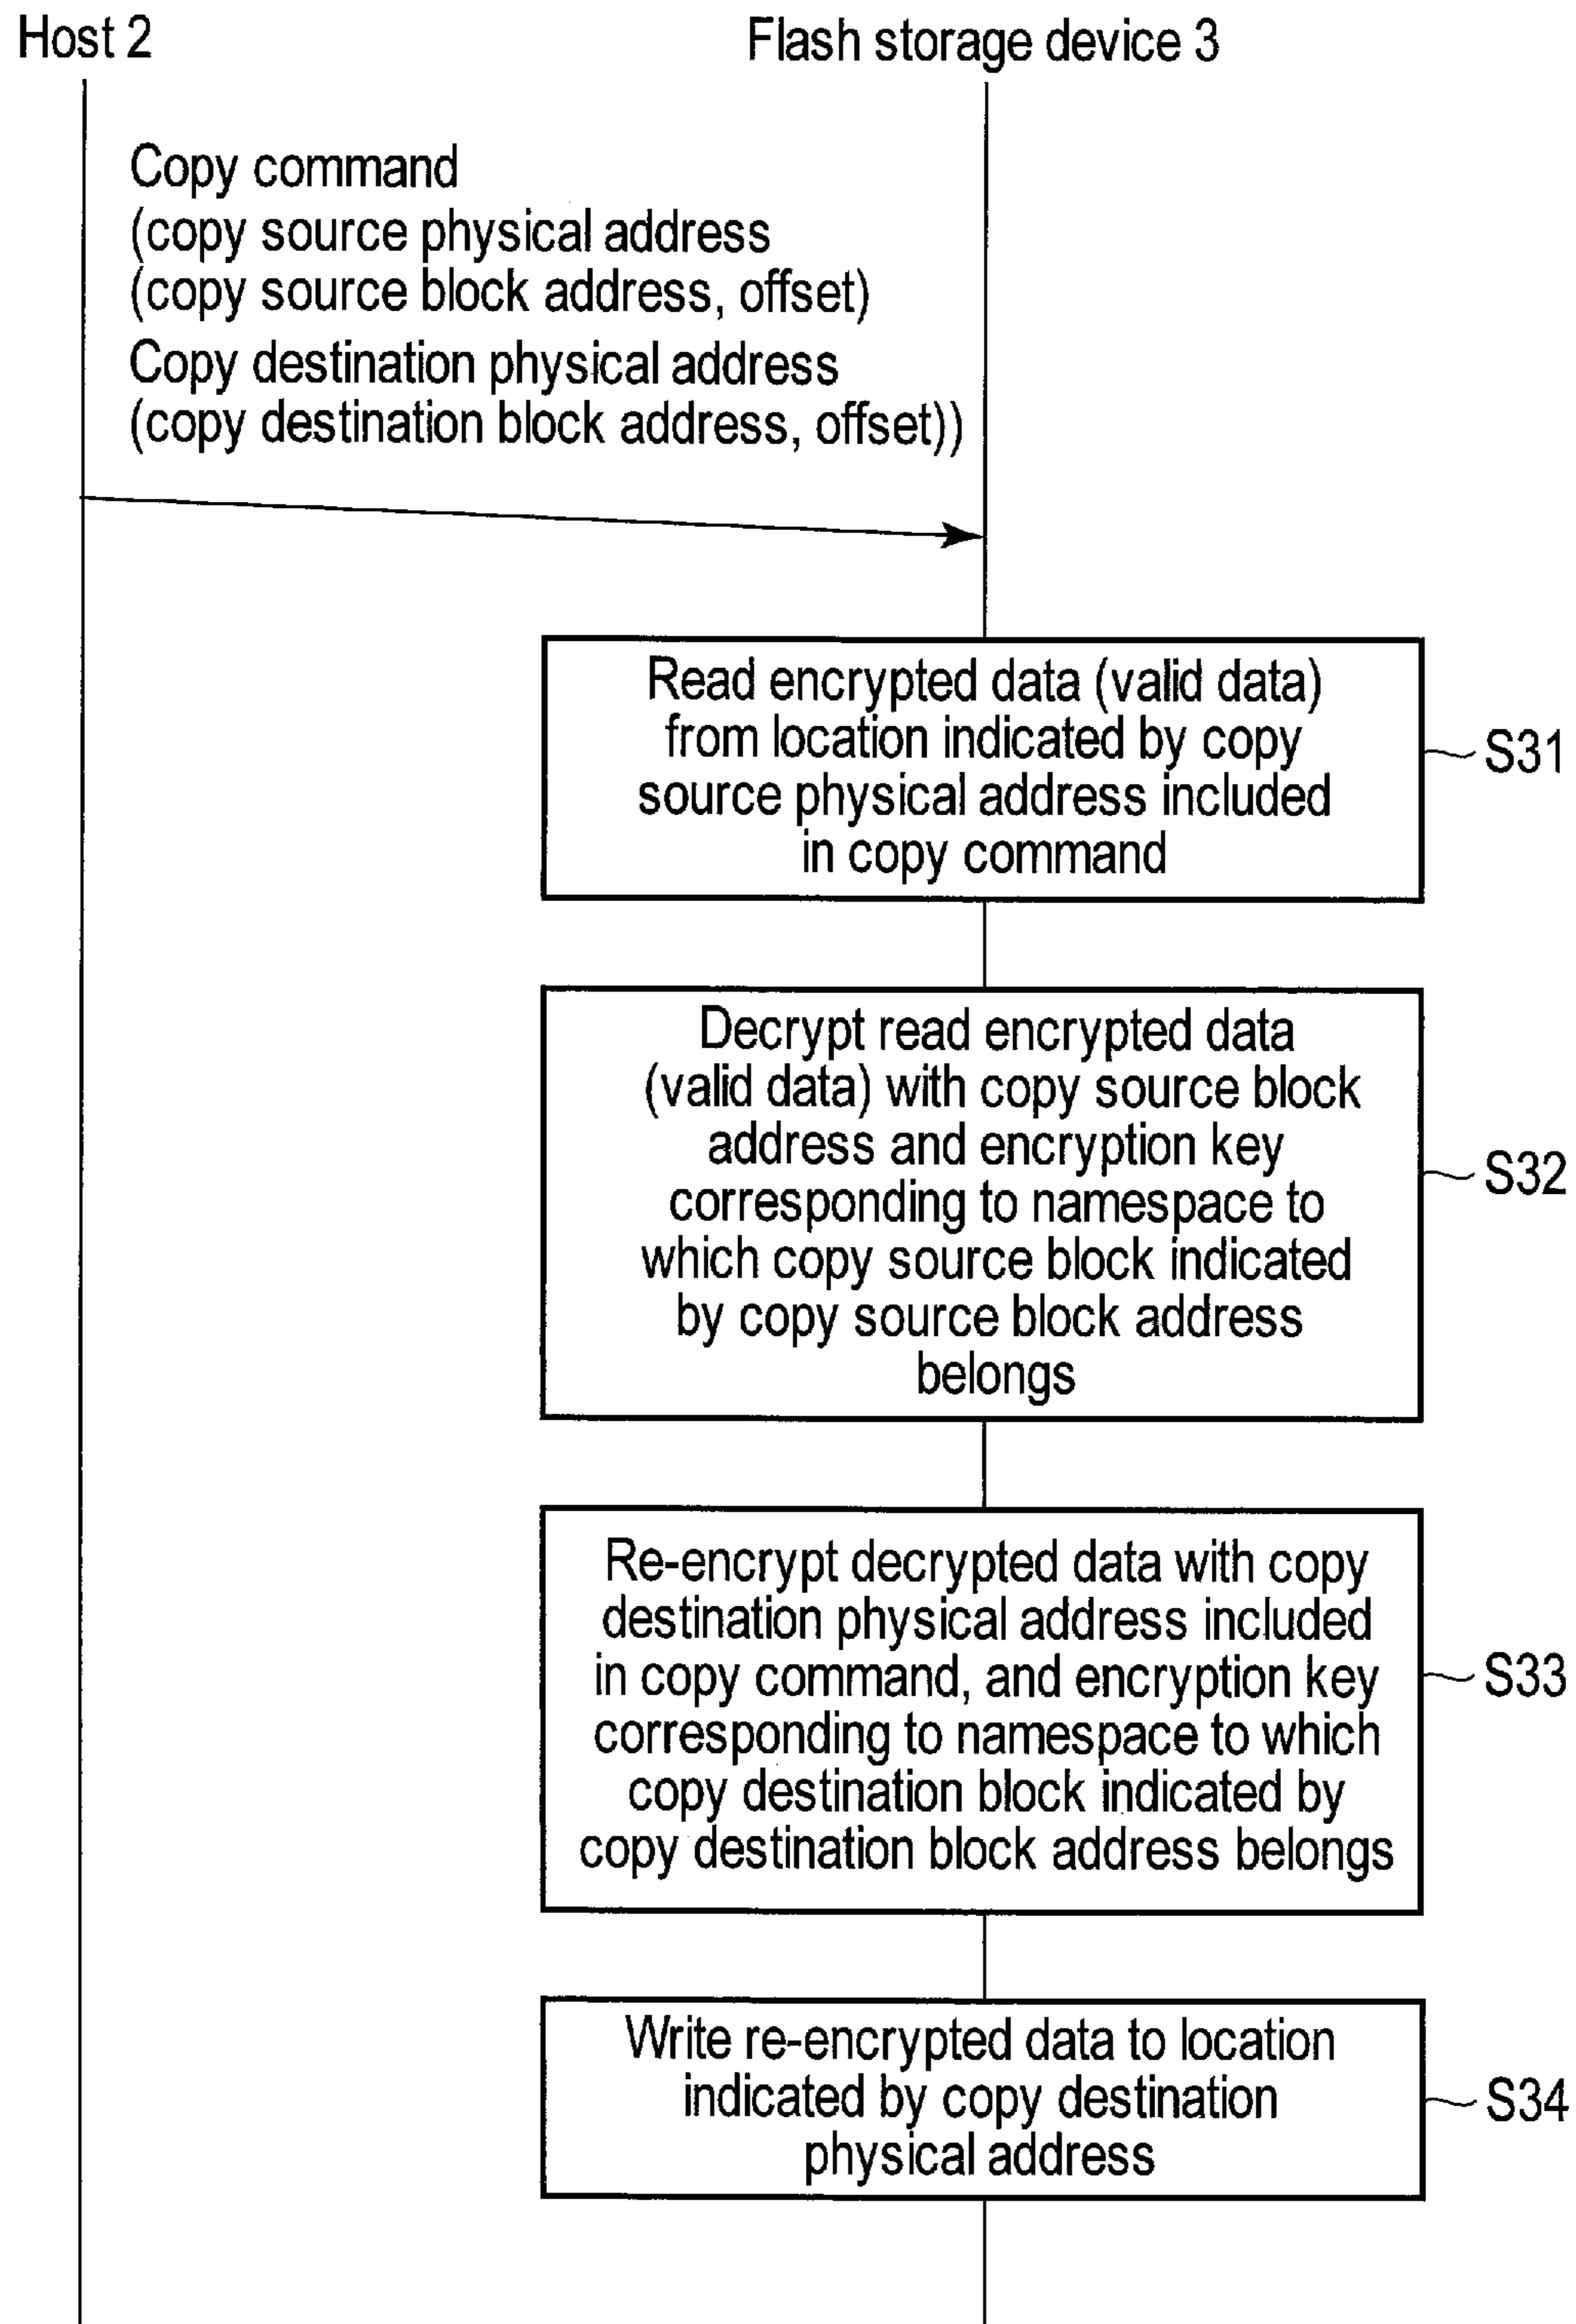 Host 2
Flash storage device 3
Copy command
(copy source physical address
(copy source block address, offset)
Copy destination physical address
(copy destination block address, offset))
Read encrypted data (valid data)
from location indicated by copy
source physical address included
in copy command
S31
Decrypt read encrypted data
(valid data) with copy source block
address and encryption key
corresponding to namespace to
which copy source block indicated
by copy source block address
belongs
S32
Re-encrypt decrypted data with copy
destination physical address included
in copy command, and encryption key
corresponding to namespace to which
copy destination block indicated by
copy destination block address belongs
S33
Write re-encrypted data to location
indicated by copy destination
physical address
S34